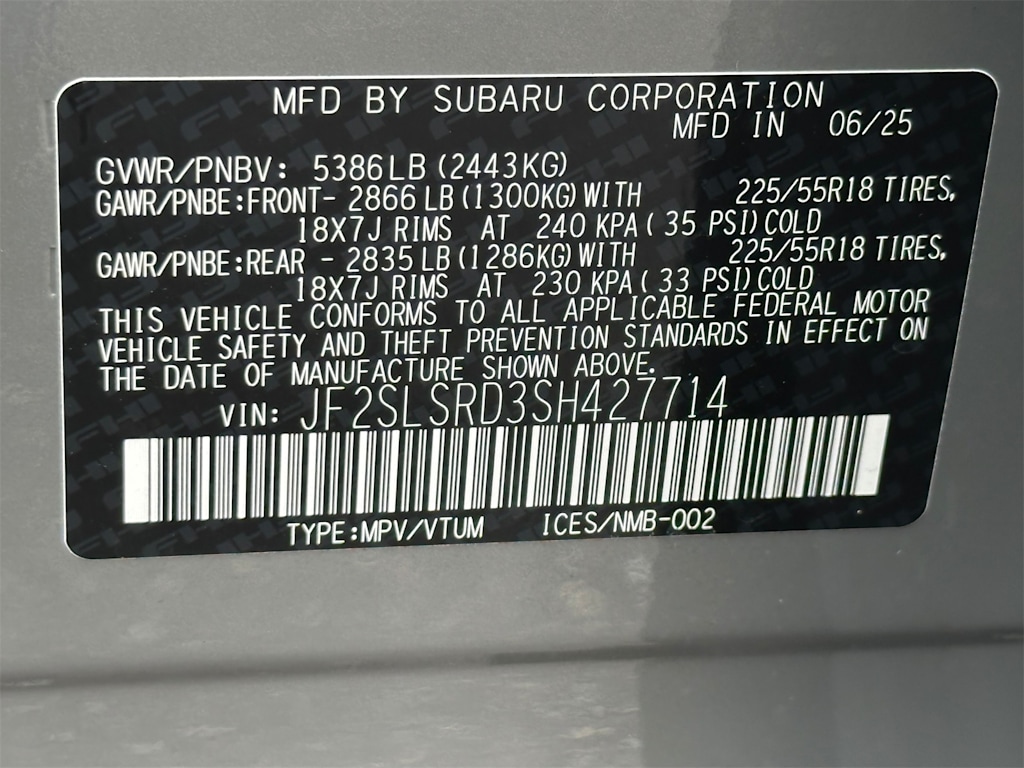 MFD BY SUBARU CORPORATION
MFD IN 06/25
GVWR/PNBV: 5386LB (2443KG)
GAWR/PNBE:FRONT- 2866 LB (1300KG) WITH 225/55R18 TIRES,
18X7J RIMS AT 240 KPA ( 35 PSI) COLD
GAWR/PNBE:REAR - 2835 LB (1286KG) WITH 225/55R18 TIRES,
18X7J RIMS AT 230 KPA ( 33 PSI) COLD
THIS VEHICLE CONFORMS TO ALL APPLICABLE FEDERAL MOTOR
VEHICLE SAFETY AND THEFT PREVENTION STANDARDS IN EFFECT ON
THE DATE OF MANUFACTURE SHOWN ABOVE.
VIN: JF2SLSRD3SH427714
TYPE:MPV/VTUM ICES/NMB-002